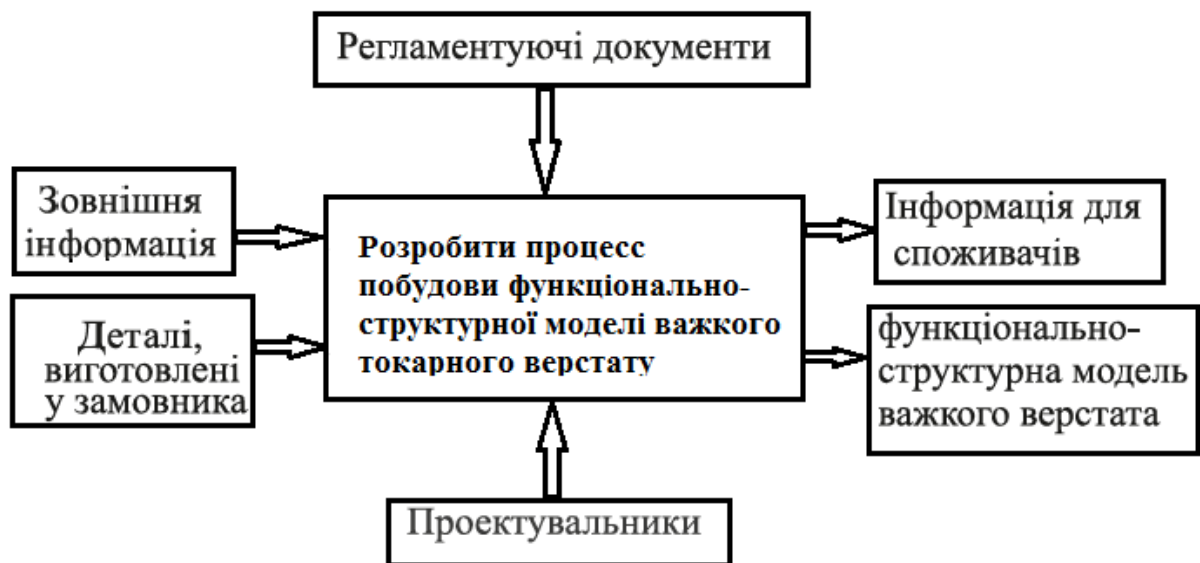 Регламентуючі документи
Зовнішня
інформація
Деталі,
виготовлені
у замовника
Розробити процесс
побудови функціонально-
структурної моделі важкого
токарного верстату
Інформація для
споживачів
функціонально-
структурна модель
важкого верстата
Проектувальники